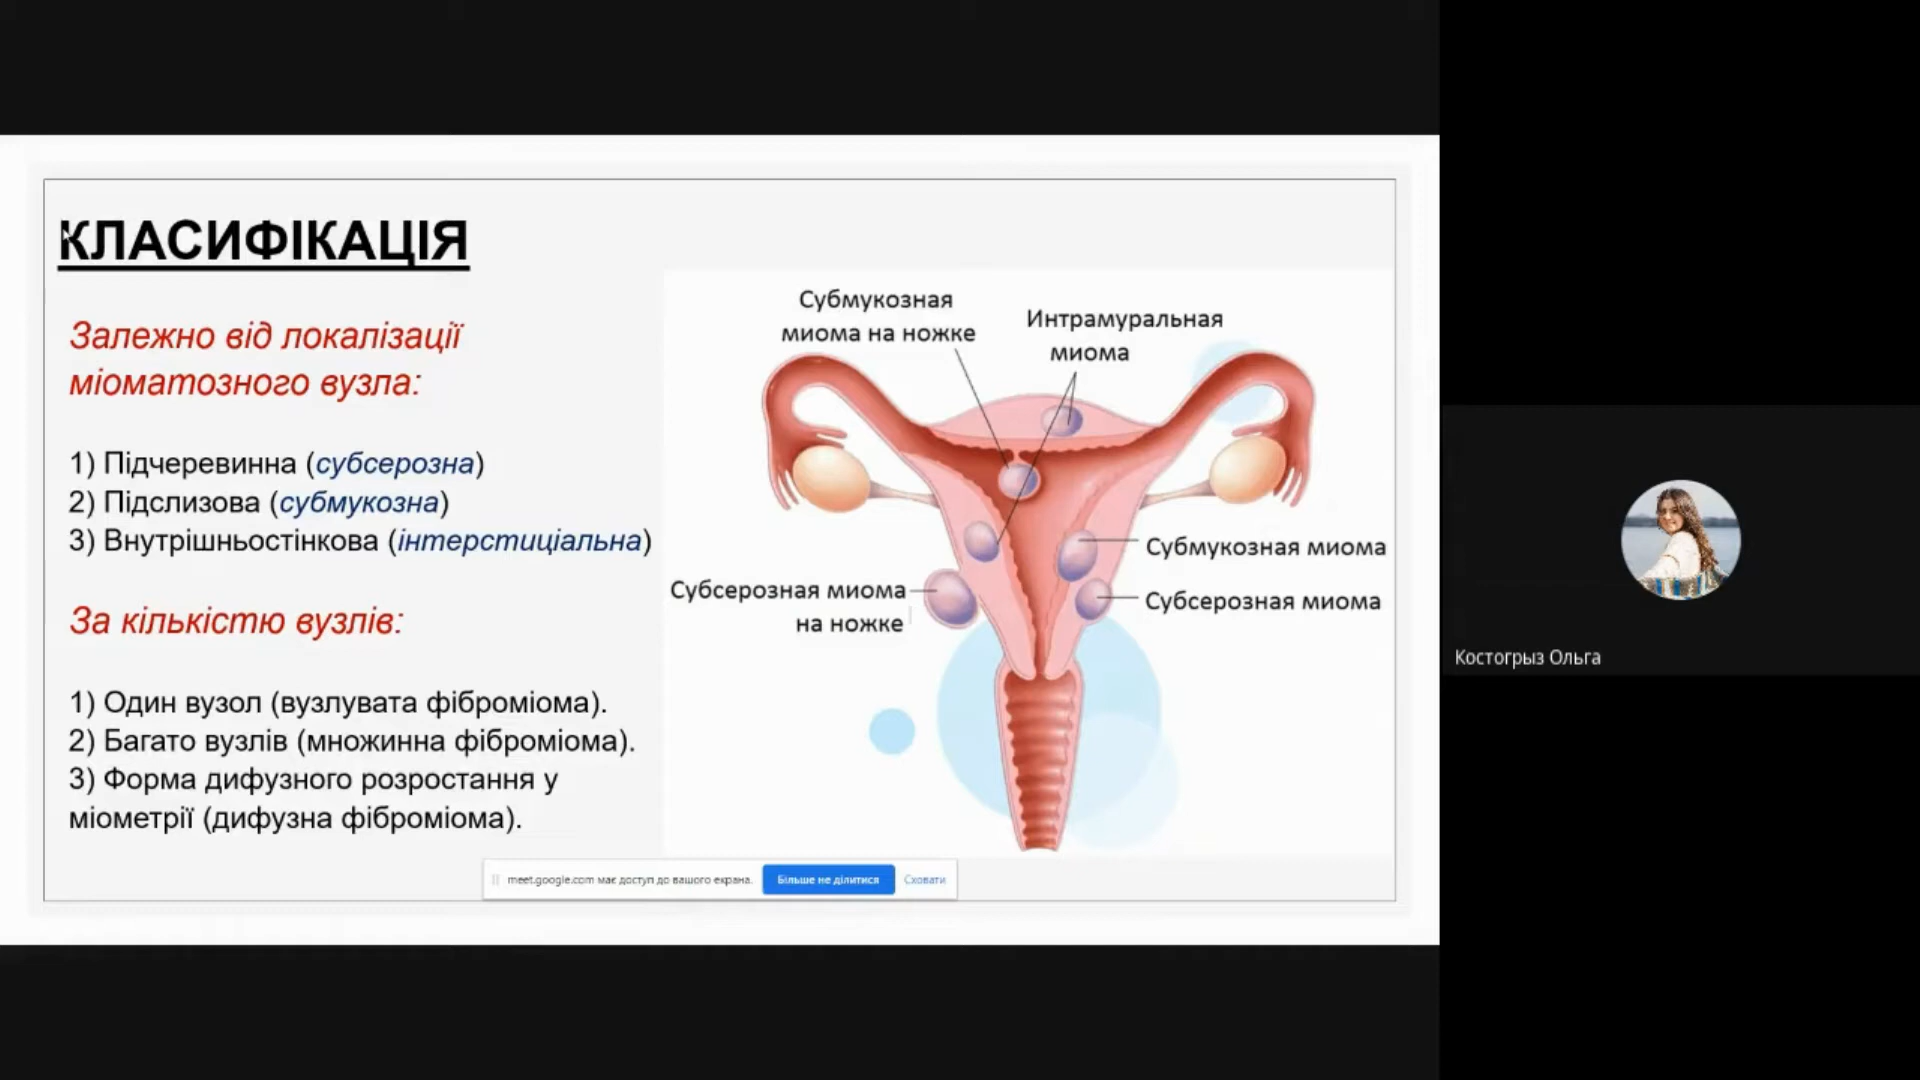 КЛАСИФІКАЦІЯ
Залежно від локалізації
міоматозного вузла:
1) Підчеревинна (субсерозна)
2) Підслизова (субмукозна)
3) Внутрішньостінкова (інтерстиціальна)
За кількістю вузлів:
1) Один вузол (вузлувата фіброміома).
2) Багато вузлів (множинна фіброміома).
3) Форма дифузного розростання у
міометрії (дифузна фіброміома).
Субмукозная
миома на ножке
Интрамуральная
миома
Субмукозная миома
Субсерозная миома
на ножке
Субсерозная миома
meet.google.com має доступ до вашого екрана.
Більше не ділитися
Сховати
Костогрыз Ольга